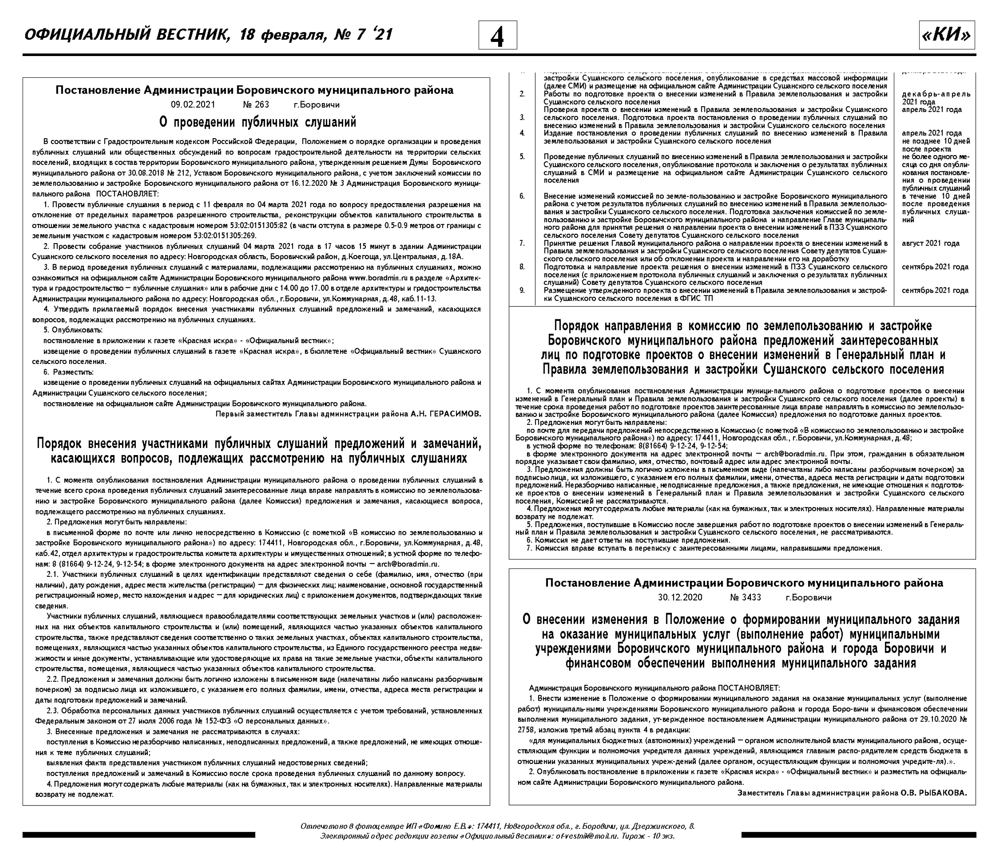 ОФИЦИАЛЬНЫЙ ВЕСТНИК, 18 февраля, № 7 ‘21
4
«КИ»
Постановление Администрации Боровичского муниципального района
09.02.2021 № 263 г.Боровичи
О проведении публичных слушаний
В соответствии с Градостроительным кодексом Российской Федерации, Положением о порядке организации и проведения
публичных слушаний или общественных обсуждений по вопросам градостроительной деятельности на территории сельских
поселений, входящих в состав территории Боровичского муниципального района, утвержденным решением Думы Боровичского
муниципального района от 30.08.2018 № 212, Уставом Боровичского муниципального района, с учетом заключений комиссии по
землепользованию и застройке Боровичского муниципального района от 16.12.2020 № 3 Администрация Боровичского муници-
пального района ПОСТАНОВЛЯЕТ:
1. Провести публичные слушания в период с 11 февраля по 04 марта 2021 года по вопросу предоставления разрешения на
отклонение от предельных параметров разрешенного строительства, реконструкции объектов капитального строительства в
отношении земельного участка с кадастровым номером 53:02:0151305:82 (в части отступа в размере 0.5-0.9 метров от границы с
земельным участком с кадастровым номером 53:02:0151305:269.
2. Провести собрание участников публичных слушаний 04 марта 2021 года в 17 часов 15 минут в здании Администрации
Сушанского сельского поселения по адресу: Новгородская область, Боровичский район, д.Коегоща, ул.Центральная, д.18А.
3. В период проведения публичных слушаний с материалами, подлежащими рассмотрению на публичных слушаниях, можно
ознакомиться на официальном сайте Администрации Боровичского муниципального района www.boradmin.ru в разделе «Архитек-
тура и градостроительство — публичные слушания» или в рабочие дни с 14.00 до 17.00 в отделе архитектуры и градостроительства
Администрации муниципального района по адресу: Новгородская обл., г.Боровичи, ул.Коммунарная, д.48, каб.11-13.
4. Утвердить прилагаемый порядок внесения участниками публичных слушаний предложений и замечаний, касающихся
вопросов, подлежащих рассмотрению на публичных слушаниях.
5. Опубликовать:
постановление в приложении к газете «Красная искра» - «Официальный вестник»;
извещение о проведении публичных слушаний в газете «Красная искра», в бюллетене «Официальный вестник» Сушанского
сельского поселения.
6. Разместить:
извещение о проведении публичных слушаний на официальных сайтах Администрации Боровичского муниципального района и
Администрации Сушанского сельского поселения;
постановление на официальном сайте Администрации Боровичского муниципального района.
Первый заместитель Главы администрации района А.Н. ГЕРАСИМОВ.
Порядок внесения участниками публичных слушаний предложений и замечаний,
касающихся вопросов, подлежащих рассмотрению на публичных слушаниях
1. С момента опубликования постановления Администрации муниципального района о проведении публичных слушаний в
течение всего срока проведения публичных слушаний заинтересованные лица вправе направлять в комиссию по землепользова-
нию и застройке Боровичского муниципального района (далее Комиссия) предложения и замечания, касающиеся вопроса,
подлежащего рассмотрению на публичных слушаниях.
2. Предложения могут быть направлены:
в письменной форме по почте или лично непосредственно в Комиссию (с пометкой «В комиссию по землепользованию и
застройке Боровичского муниципального района») по адресу: 174411, Новгородская обл., г.Боровичи, ул.Коммунарная, д.48,
каб.42, отдел архитектуры и градостроительства комитета архитектуры и имущественных отношений; в устной форме по телефо-
нам: 8 (81664) 9-12-24, 9-12-54; в форме электронного документа на адрес электронной почты — arch@boradmin.ru.
2.1. Участники публичных слушаний в целях идентификации представляют сведения о себе (фамилию, имя, отчество (при
наличии), дату рождения, адрес места жительства (регистрации) — для физических лиц; наименование, основной государственный
регистрационный номер, место нахождения и адрес — для юридических лиц) с приложением документов, подтверждающих такие
сведения.
Участники публичных слушаний, являющиеся правообладателями соответствующих земельных участков и (или) расположен-
ных на них объектов капитального строительства и (или) помещений, являющихся частью указанных объектов капитального
строительства, также представляют сведения соответственно о таких земельных участках, объектах капитального строительства,
помещениях, являющихся частью указанных объектов капитального строительства, из Единого государственного реестра недви-
жимости и иные документы, устанавливающие или удостоверяющие их права на такие земельные участки, объекты капитального
строительства, помещения, являющиеся частью указанных объектов капитального строительства.
2.2. Предложения и замечания должны быть логично изложены в письменном виде (напечатаны либо написаны разборчивым
почерком) за подписью лица их изложившего, с указанием его полных фамилии, имени, отчества, адреса места регистрации и
даты подготовки предложений и замечаний.
2.3. Обработка персональных данных участников публичных слушаний осуществляется с учетом требований, установленных
Федеральным законом от 27 июля 2006 года № 152-ФЗ «О персональных данных».
3. Внесенные предложения и замечания не рассматриваются в случаях:
поступления в Комиссию неразборчиво написанных, неподписанных предложений, а также предложений, не имеющих отноше-
ния к теме публичных слушаний;
выявления факта представления участником публичных слушаний недостоверных сведений;
поступления предложений и замечаний в Комиссию после срока проведения публичных слушаний по данному вопросу.
4. Предложения могут содержать любые материалы (как на бумажных, так и электронных носителях). Направленные материалы
возврату не подлежат.
застройки Сушанского сельского поселения, опубликование в средствах массовой информации
(далее СМИ) и размещение на официальном сайте Администрации Сушанского сельского поселения
2. Работы по подготовке проекта о внесении изменений в Правила землепользования и застройки декабрь-апрель
Сушанского сельского поселения 2021 года
Проверка проекта о внесении изменений в Правила землепользования и застройки Сушанского апрель 2021 года
3. сельского поселения. Подготовка проекта постановления о проведении публичных слушаний по
внесению изменений в Правила землепользования и застройки Сушанского сельского поселения
4. Издание постановления о проведении публичных слушаний по внесению изменений в Правила апрель 2021 года
землепользования и застройки Сушанского сельского поселения не позднее 10 дней
после проекта
5. Проведение публичных слушаний по внесению изменений в Правила землепользования и застройки не более одного ме-
Сушанского сельского поселения, опубликование протокола и заключения о результатах публичных сяца со дня опубли-
слушаний в СМИ и размещение на официальном сайте Администрации Сушанского сельского кования постановле-
поселения ния о проведении
публичных слушаний
6. Внесение изменений комиссией по земле-пользованию и застройке Боровичского муниципального в течение 10 дней
района с учетом результатов публичных слушаний по внесению изменений в Правила землепользо- после проведения
вания и застройки Сушанского сельского поселения. Подготовка заключения комиссией по земле- публичных слуша-
пользованию и застройке Боровичского муниципального района и направление Главе муниципаль- ний
ного района для принятия решения о направлении проекта о внесении изменений в ПЗЗ Сушанского
сельского поселения Совету депутатов Сушанского сельского поселения
7. Принятие решения Главой муниципального района о направлении проекта о внесении изменений в август 2021 года
Правила землепользования и застройки Сушанского сельского поселения Совету депутатов Сушан-
ского сельского поселения или об отклонении проекта и направлении его на доработку
8. Подготовка и направление проекта решения о внесении изменений в ПЗЗ Сушанского сельского сентябрь 2021 года
поселения (с приложением протокола публичных слушаний и заключения о результатах публичных
слушаний) Совету депутатов Сушанского сельского поселения
9. Размещение утвержденного проекта о внесении изменений в Правила землепользования и застрой- сентябрь 2021 года
ки Сушанского сельского поселения в ФГИС ТП
Порядок направления в комиссию по землепользованию и застройке
Боровичского муниципального района предложений заинтересованных
лиц по подготовке проектов о внесении изменений в Генеральный план и
Правила землепользования и застройки Сушанского сельского поселения
1. С момента опубликования постановления Администрации муници-пального района о подготовке проектов о внесении
изменений в Генеральный план и Правила землепользования и застройки Сушанского сельского поселения (далее проекты) в
течение срока проведения работ по подготовке проектов заинтересованные лица вправе направлять в комиссию по землепользо-
ванию и застройке Боровичского муниципального района (далее Комиссия) предложения по подготовке данных проектов.
2. Предложения могут быть направлены:
по почте для передачи предложений непосредственно в Комиссию (с пометкой «В комиссию по землепользованию и застройке
Боровичского муниципального района») по адресу: 174411, Новгородская обл., г.Боровичи, ул.Коммунарная, д.48;
в устной форме по телефонам: 8(81664) 9-12-24, 9-12-54;
в форме электронного документа на адрес электронной почты — arch@boradmin.ru. При этом, гражданин в обязательном
порядке указывает свои фамилию, имя, отчество, почтовый адрес или адрес электронной почты.
3. Предложения должны быть логично изложены в письменном виде (напечатаны либо написаны разборчивым почерком) за
подписью лица, их изложившего, с указанием его полных фамилии, имени, отчества, адреса места регистрации и даты подготовки
предложений. Неразборчиво написанные, неподписанные предложения, а также предложения, не имеющие отношения к подготов-
ке проектов о внесении изменений в Генеральный план и Правила землепользования и застройки Сушанского сельского
поселения, Комиссией не рассматриваются.
4. Предложения могут содержать любые материалы (как на бумажных, так и электронных носителях). Направленные материалы
возврату не подлежат.
5. Предложения, поступившие в Комиссию после завершения работ по подготовке проектов о внесении изменений в Генераль-
ный план и Правила землепользования и застройки Сушанского сельского поселения, не рассматриваются.
6. Комиссия не дает ответы на поступившие предложения.
7. Комиссия вправе вступать в переписку с заинтересованными лицами, направившими предложения.
Постановление Администрации Боровичского муниципального района
30.12.2020 № 3433 г.Боровичи
О внесении изменения в Положение о формировании муниципального задания
на оказание муниципальных услуг (выполнение работ) муниципальными
учреждениями Боровичского муниципального района и города Боровичи и
финансовом обеспечении выполнения муниципального задания
Администрация Боровичского муниципального района ПОСТАНОВЛЯЕТ:
1. Внести изменение в Положение о формировании муниципального задания на оказание муниципальных услуг (выполнение
работ) муниципаль-ными учреждениями Боровичского муниципального района и города Боро-вичи и финансовом обеспечении
выполнения муниципального задания, ут-вержденное постановлением Администрации муниципального района от 29.10.2020 №
2758, изложив третий абзац пункта 4 в редакции:
«для муниципальных бюджетных (автономных) учреждений — органом исполнительной власти муниципального района, осуще-
ствляющим функции и полномочия учредителя данных учреждений, являющимся главным распо-рядителем средств бюджета в
отношении указанных муниципальных учреж-дений (далее органом, осуществляющим функции и полномочия учредите-ля).».
2. Опубликовать постановление в приложении к газете «Красная искра» - «Официальный вестник» и разместить на официаль-
ном сайте Администрации Боровичского муниципального района.
Заместитель Главы администрации района О.В. РЫБАКОВА.
Отпечатано в фотоцентре ИП «Фомина Е.В.»: 174411, Новгородская обл., г. Боровичи, ул. Дзержинского, 8.
Электронный адрес редакции газеты «Официальный вестник»: of-vestnik@mail.ru. Тираж - 10 экз.